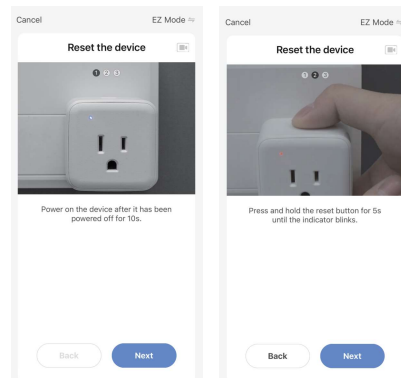 Cancel
EZ Mode
Reset the device
1 2 3
Power on the device after it has been
powered off for 10s.
Back
Next
Cancel
EZ Mode
Reset the device
1 2 3
Press and hold the reset button for 5s
until the indicator blinks.
Back
Next